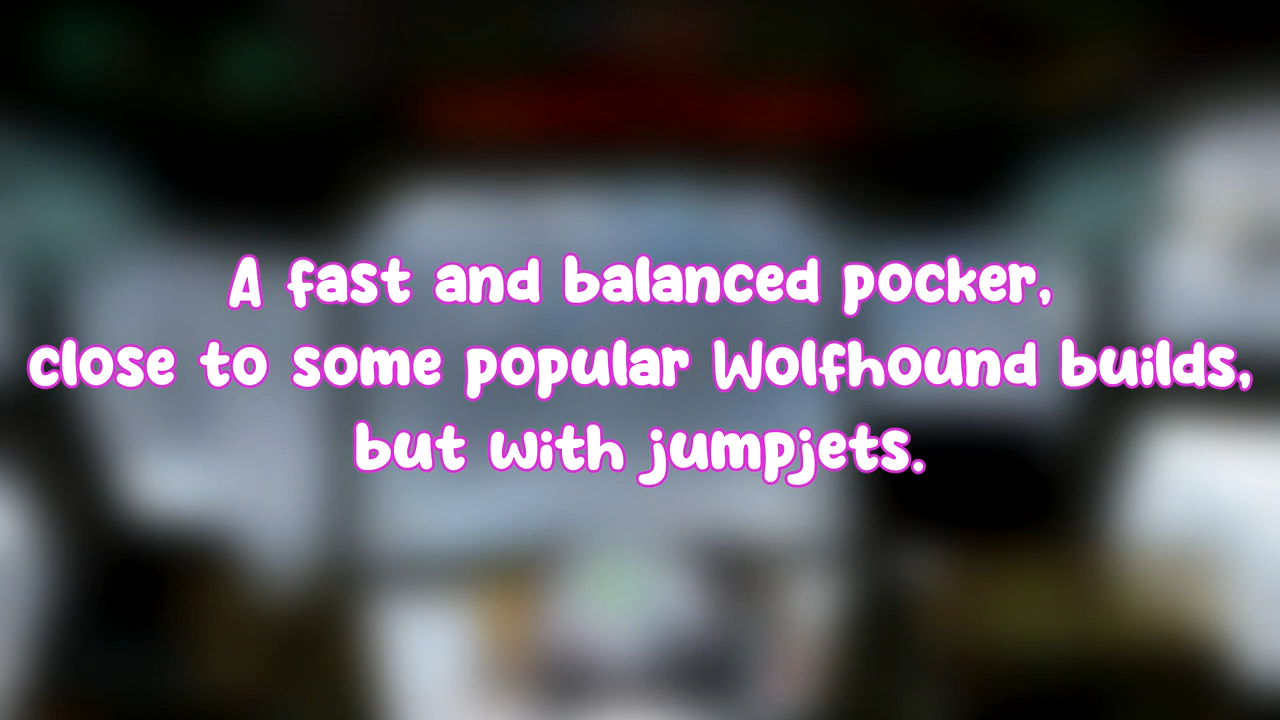 A fast and balanced pocker,
close to some popular Wolfhound builds,
but with jumpjets.